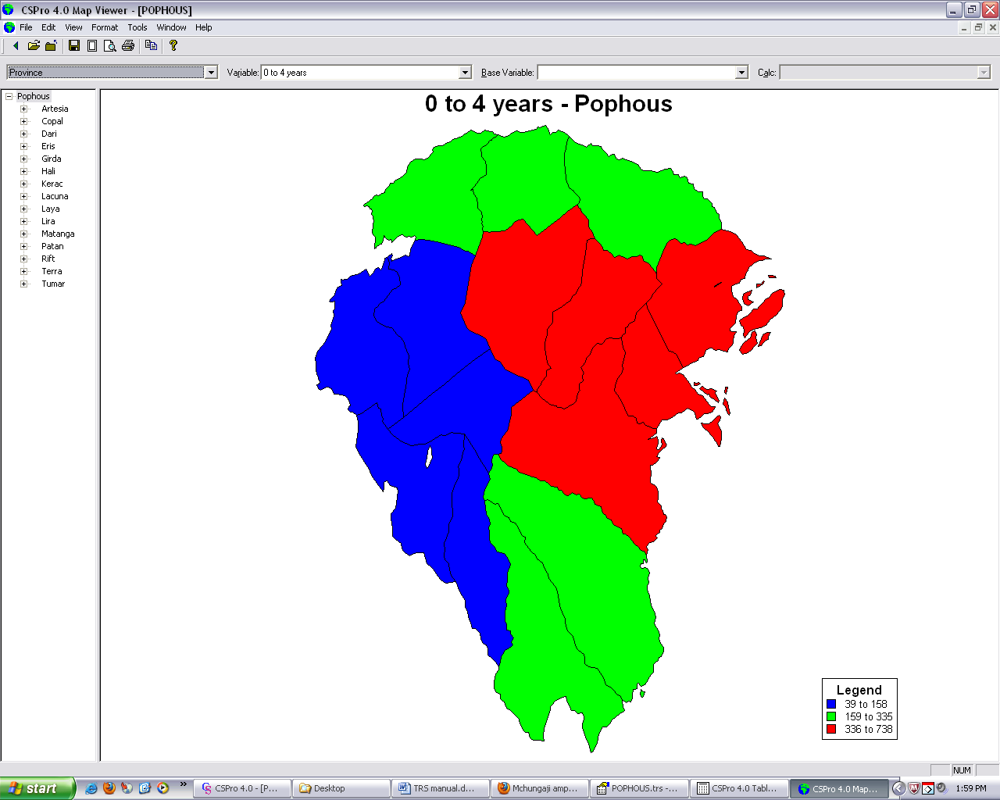 CSPro 4.0 Map Viewer - [POPHOUS]
File Edit View Format Tools Window Help
Province Variable: 0 to 4 years Base Variable: Calc:
Pophous
Artesia
Copal
Dari
Eris
Girda
Hali
Kerac
Lacuna
Laya
Lira
Matanga
Patan
Rift
Terra
Tumar
0 to 4 years - Pophous
Legend
39 to 158
159 to 335
336 to 738
NUM
start CSPro 4.0 - [P... Desktop TRS manual.d... Mchungaji amp... POPHOUS.trs -... CSPro 4.0 Tabl... CSPro 4.0 Map... 1:59 PM